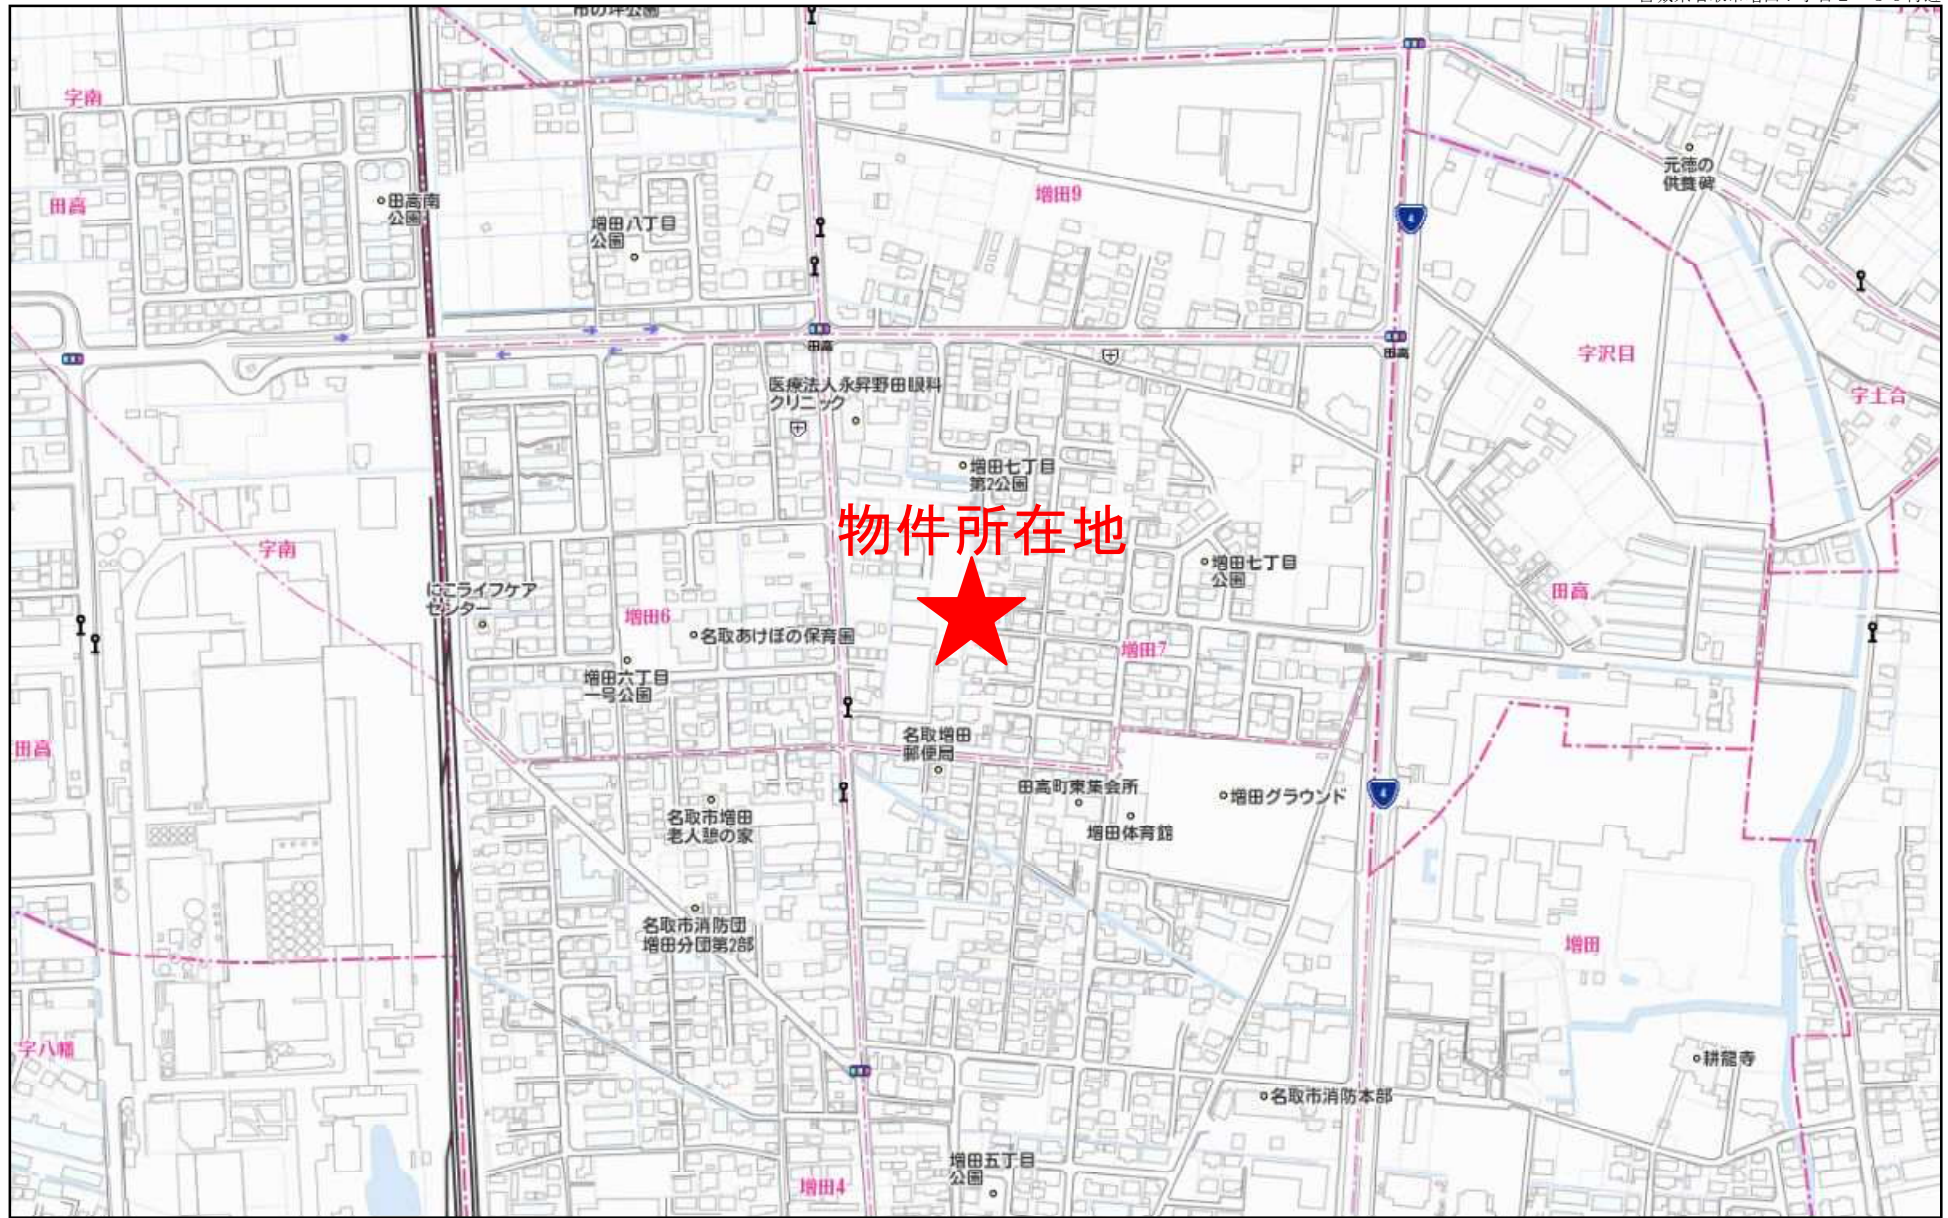 市の坪公園
字南
田高
田高南
公園
増田八丁目
公園
増田9
元徳の
供養碑
4
田高
田高
字沢目
字土合
医療法人永昇野田眼科
クリニック
増田七丁目
第2公園
物件所在地
字南
増田七丁目
公園
にこライフケア
センター
増田6
名取あけぼの保育園
田高
増田7
増田六丁目
一号公園
田高
名取増田
郵便局
田高町東集会所
増田グラウンド
4
名取市増田
老人憩の家
増田体育館
名取市消防団
増田分団第2部
増田
字八幡
耕龍寺
名取市消防本部
増田五丁目
公園
増田4